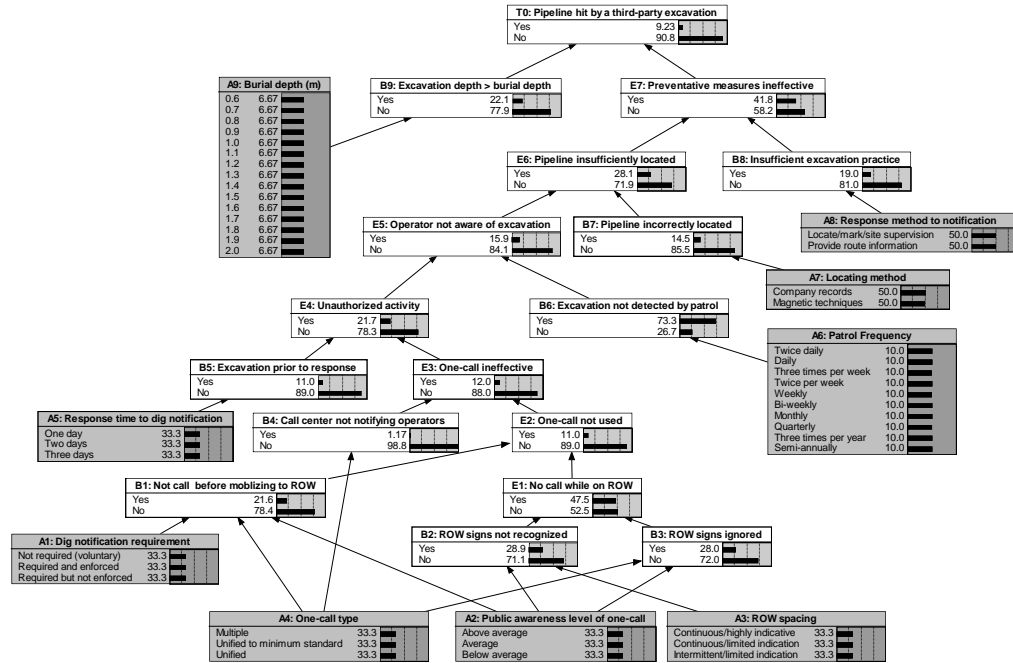 T0: Pipeline hit by a third-party excavation
Yes 9.23
No 90.8
A9: Burial depth (m)
0.6 6.67
0.7 6.67
0.8 6.67
0.9 6.67
1.0 6.67
1.1 6.67
1.2 6.67
1.3 6.67
1.4 6.67
1.5 6.67
1.6 6.67
1.7 6.67
1.8 6.67
1.9 6.67
2.0 6.67
B9: Excavation depth > burial depth
Yes 22.1
No 77.9
E7: Preventative measures ineffective
Yes 41.8
No 58.2
E6: Pipeline insufficiently located
Yes 28.1
No 71.9
B8: Insufficient excavation practice
Yes 19.0
No 81.0
E5: Operator not aware of excavation
Yes 15.9
No 84.1
B7: Pipeline incorrectly located
Yes 14.5
No 85.5
A8: Response method to notification
Locate/mark/site supervision 50.0
Provide route information 50.0
A7: Locating method
Company records 50.0
Magnetic techniques 50.0
E4: Unauthorized activity
Yes 21.7
No 78.3
B6: Excavation not detected by patrol
Yes 73.3
No 26.7
A6: Patrol Frequency
Twice daily 10.0
Daily 10.0
Three times per week 10.0
Twice per week 10.0
Weekly 10.0
Bi-weekly 10.0
Monthly 10.0
Quarterly 10.0
Three times per year 10.0
Semi-annually 10.0
B5: Excavation prior to response
Yes 11.0
No 89.0
E3: One-call ineffective
Yes 12.0
No 88.0
A5: Response time to dig notification
One day 33.3
Two days 33.3
Three days 33.3
B4: Call center not notifying operators
Yes 1.17
No 98.8
E2: One-call not used
Yes 11.0
No 89.0
B1: Not call before moblizing to ROW
Yes 21.6
No 78.4
E1: No call while on ROW
Yes 47.5
No 52.5
A1: Dig notification requirement
Not required (voluntary) 33.3
Required and enforced 33.3
Required but not enforced 33.3
B2: ROW signs not recognized
Yes 28.9
No 71.1
B3: ROW signs ignored
Yes 28.0
No 72.0
A4: One-call type
Multiple 33.3
Unified to minimum standard 33.3
Unified 33.3
A2: Public awareness level of one-call
Above average 33.3
Average 33.3
Below average 33.3
A3: ROW spacing
Continuous/highly indicative 33.3
Continuous/limited indication 33.3
Intermittent/limited indication 33.3